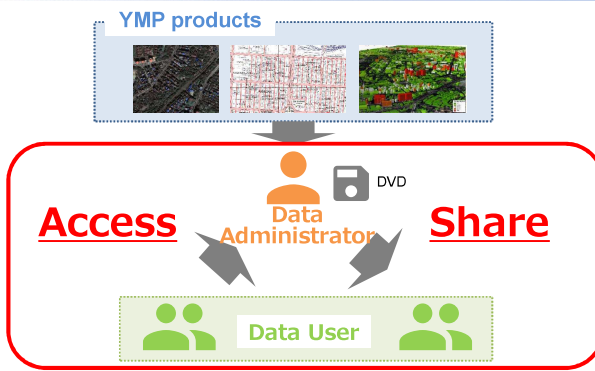 YMP products
DVD
Data
Administrator
Access
Share
Data User